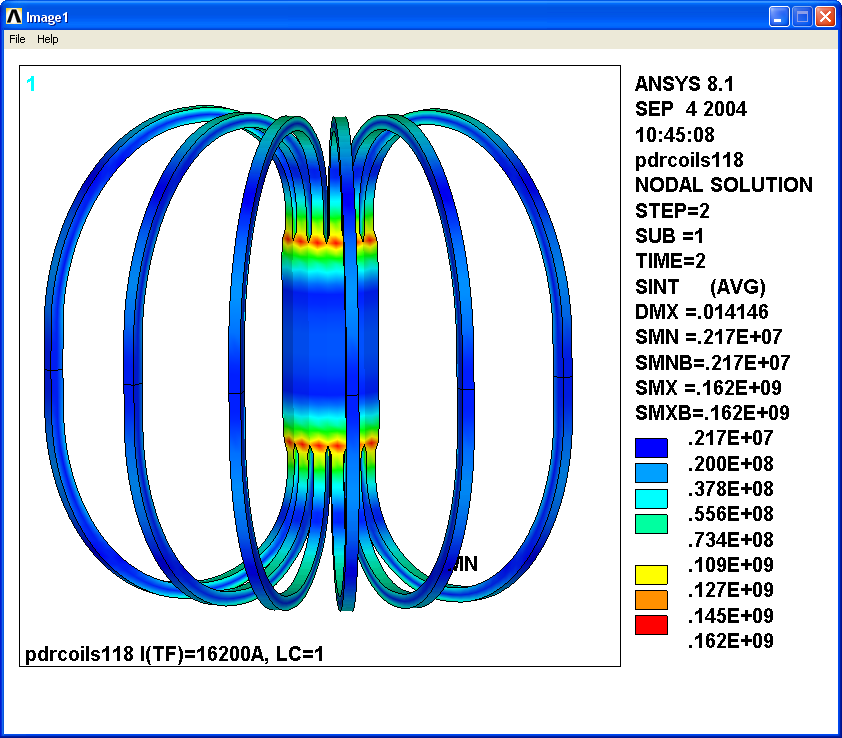 Image1
File Help
1
ANSYS 8.1
SEP 4 2004
10:45:08
pdrcoils118
NODAL SOLUTION
STEP=2
SUB =1
TIME=2
SINT (AVG)
DMX =.014146
SMN =.217E+07
SMNB=.217E+07
SMX =.162E+09
SMXB=.162E+09
.217E+07
.200E+08
.378E+08
.556E+08
.734E+08
.109E+09
.127E+09
.145E+09
.162E+09
pdrcoils118 I(TF)=16200A, LC=1